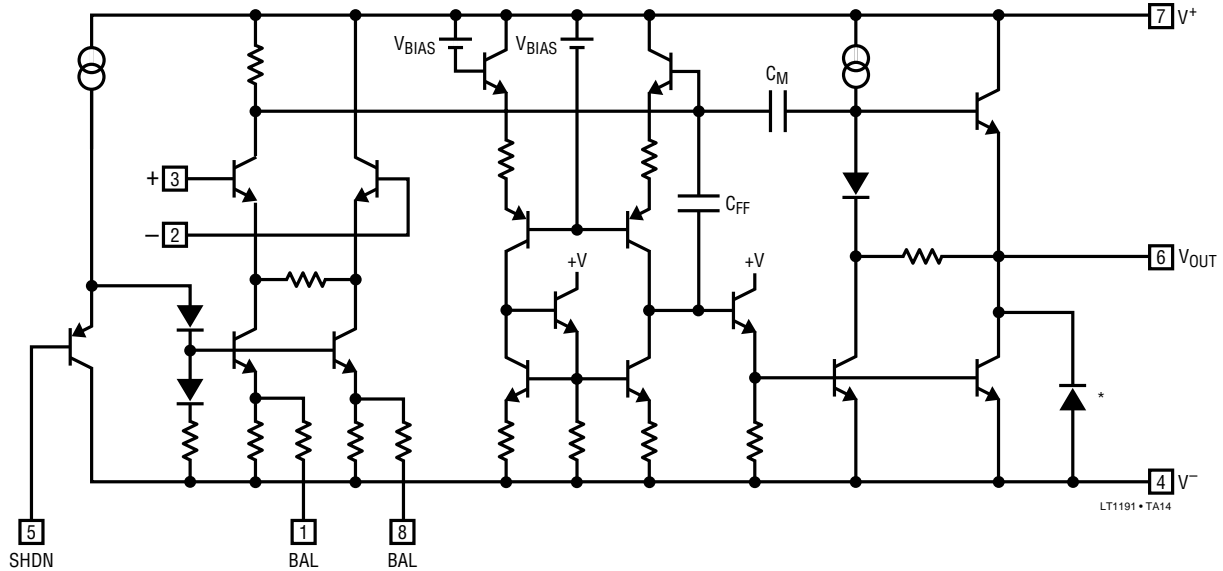 7 V+
VBIAS
VBIAS
CM
+ 3
CFF
− 2
+V
+V
6 VOUT
*
4 V−
LT1191 • TA14
5
SHDN
1
BAL
8
BAL